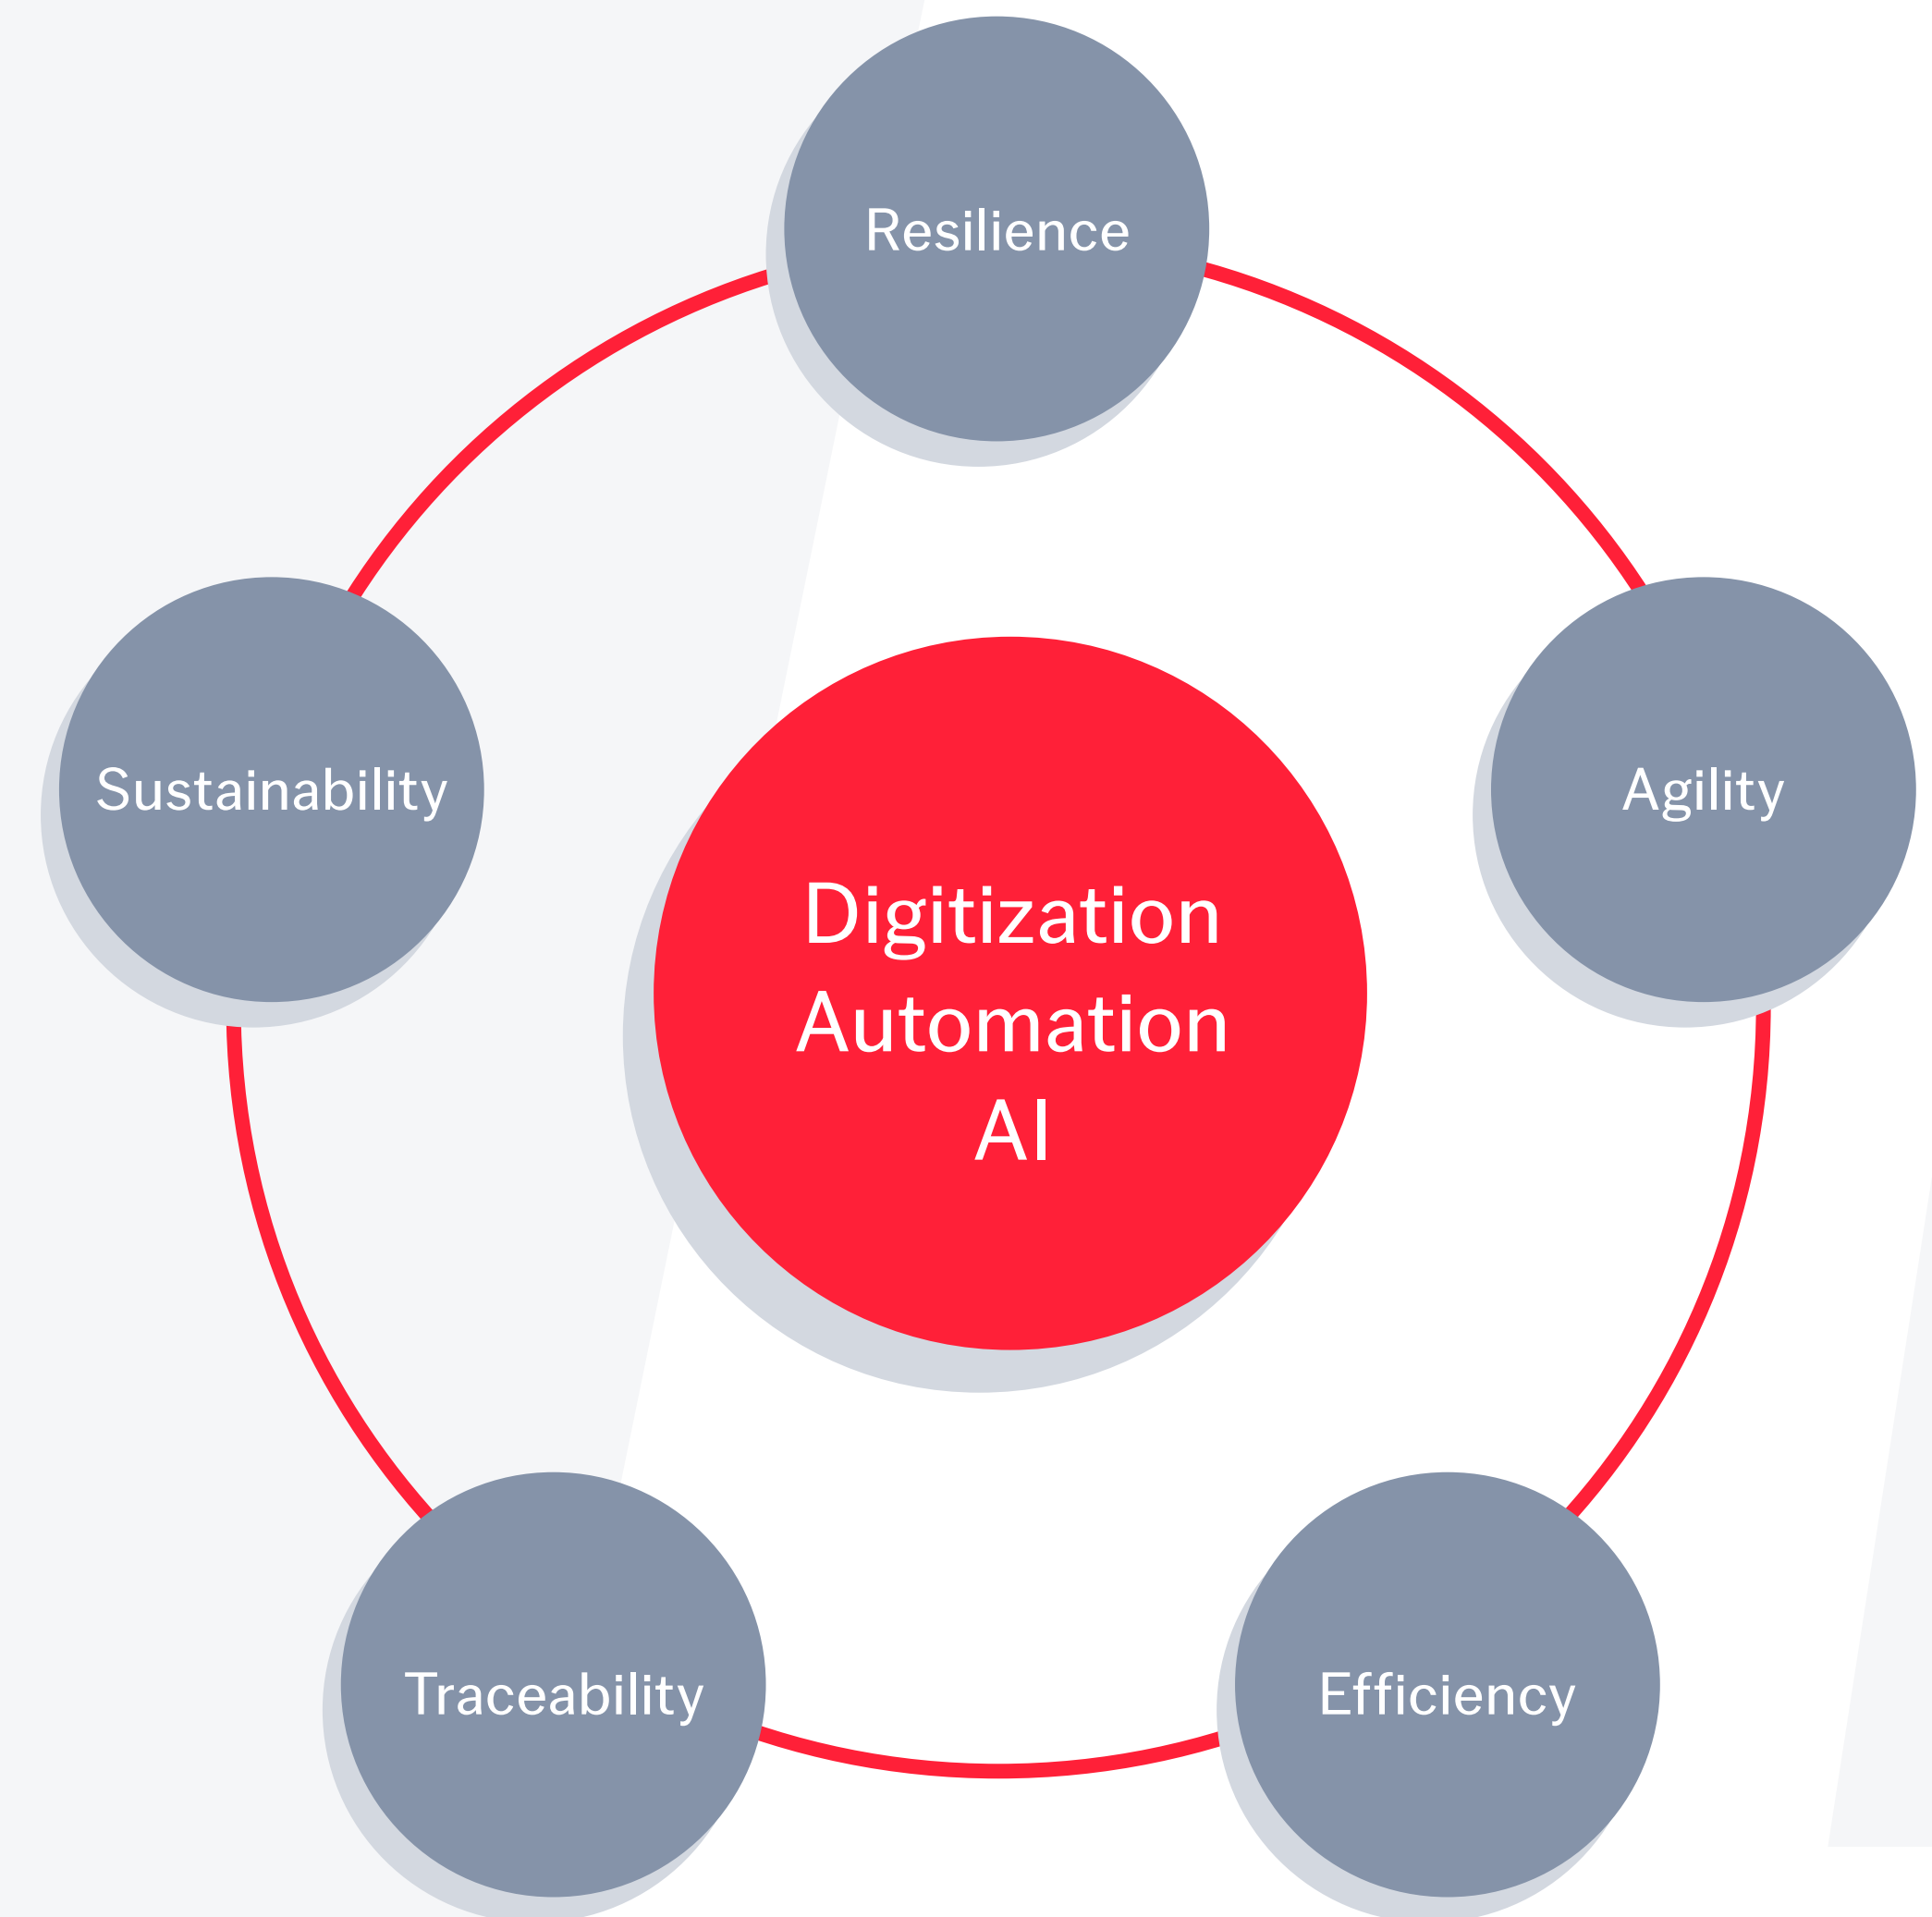 Resilience
Sustainability
Agility
Digitization
Automation
AI
Traceability
Efficiency